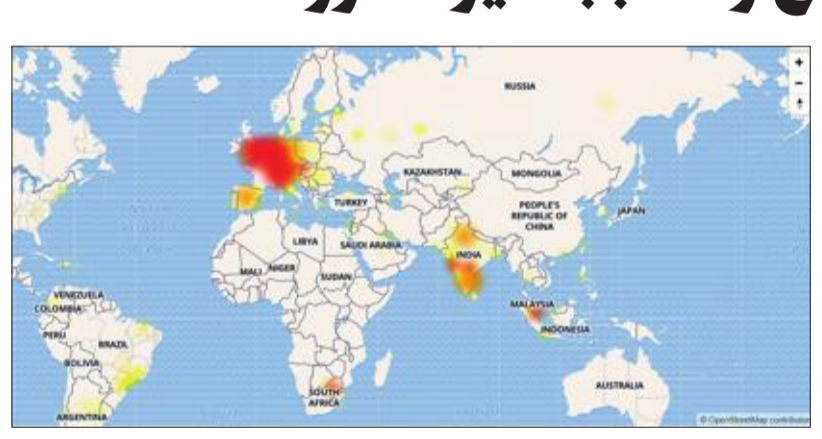 +
−
RUSSIA
KAZAKHSTAN...
MONGOLIA
PEOPLE'S
REPUBLIC OF
CHINA
JAPAN
TURKEY
LIBYA
SAUDI ARABIA
INDIA
MALI
NIGER
SUDAN
VENEZUELA
COLOMBIA
MALAYSIA
INDONESIA
PERU
BRAZIL
BOLIVIA
SOUTH
AFRICA
AUSTRALIA
ARGENTINA
© OpenStreetMap contributor